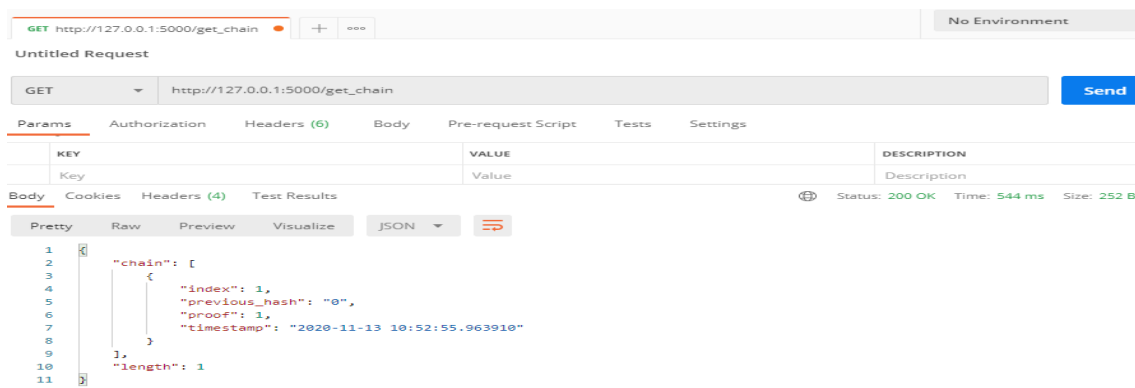 GET http://127.0.0.1:5000/get_chain
No Environment
Untitled Request
GET http://127.0.0.1:5000/get_chain Send
Params Authorization Headers (6) Body Pre-request Script Tests Settings
KEY VALUE DESCRIPTION
Key Value Description
Body Cookies Headers (4) Test Results Status: 200 OK Time: 544 ms Size: 252 B
Pretty Raw Preview Visualize JSON
1 {
2 "chain": [
3 {
4 "index": 1,
5 "previous_hash": "0",
6 "proof": 1,
7 "timestamp": "2020-11-13 10:52:55.963910"
8 }
9 ],
10 "length": 1
11 }